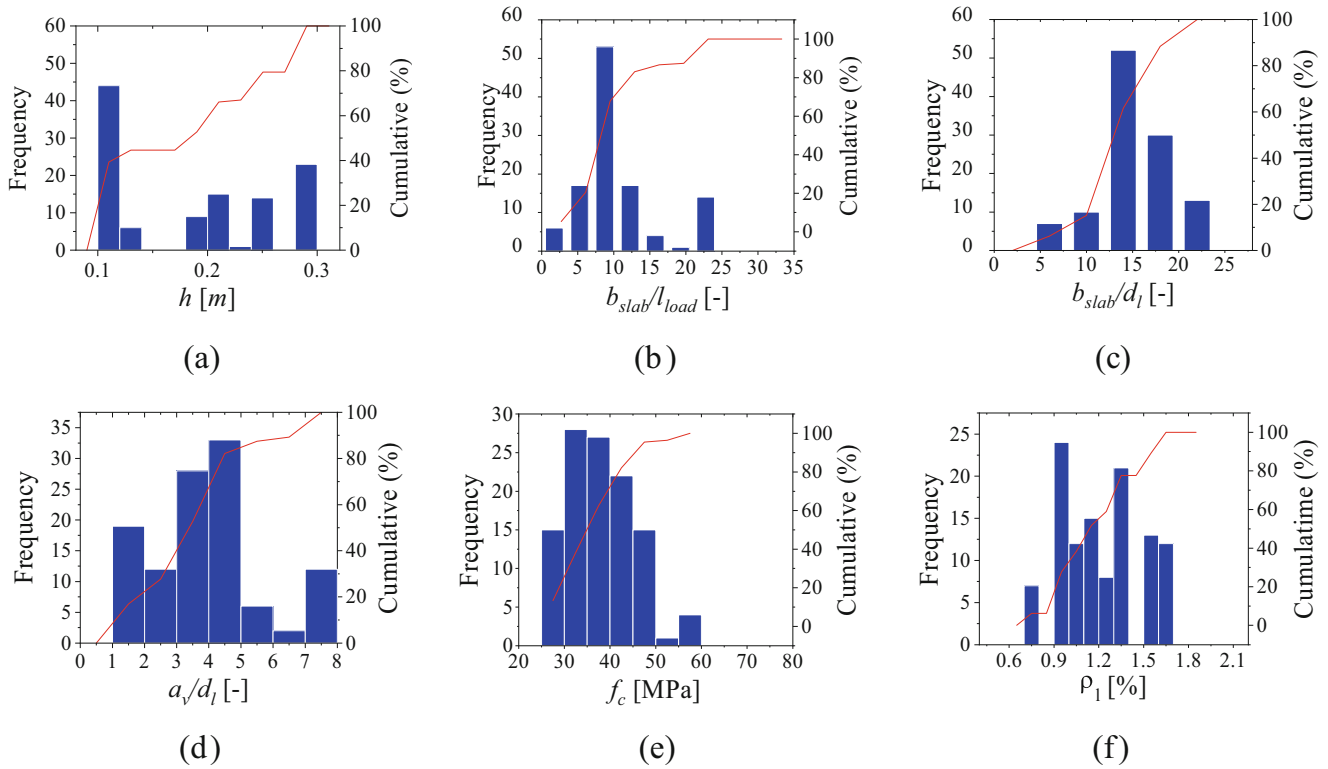 60
50
40
30
20
10
0
Frequency
0.1
0.2
0.3
h [m]
100
80
60
40
20
0
Cumulative (%)
(a)
60
50
40
30
20
10
0
Frequency
0 5 10 15 20 25 30 35
b_slab/l_load [-]
100
80
60
40
20
0
Cumulative (%)
(b)
60
50
40
30
20
10
0
Frequency
0 5 10 15 20 25
b_slab/d_l [-]
100
80
60
40
20
0
Cumulative (%)
(c)
35
30
25
20
15
10
5
0
Frequency
0 1 2 3 4 5 6 7 8
a_v/d_l [-]
100
80
60
40
20
0
Cumulative (%)
(d)
30
25
20
15
10
5
0
Frequency
20 30 40 50 60 70 80
f_c [MPa]
100
80
60
40
20
0
Cumulative (%)
(e)
25
20
15
10
5
0
Frequency
0.6 0.9 1.2 1.5 1.8 2.1
ρ_l [%]
100
80
60
40
20
0
Cumulatime (%)
(f)